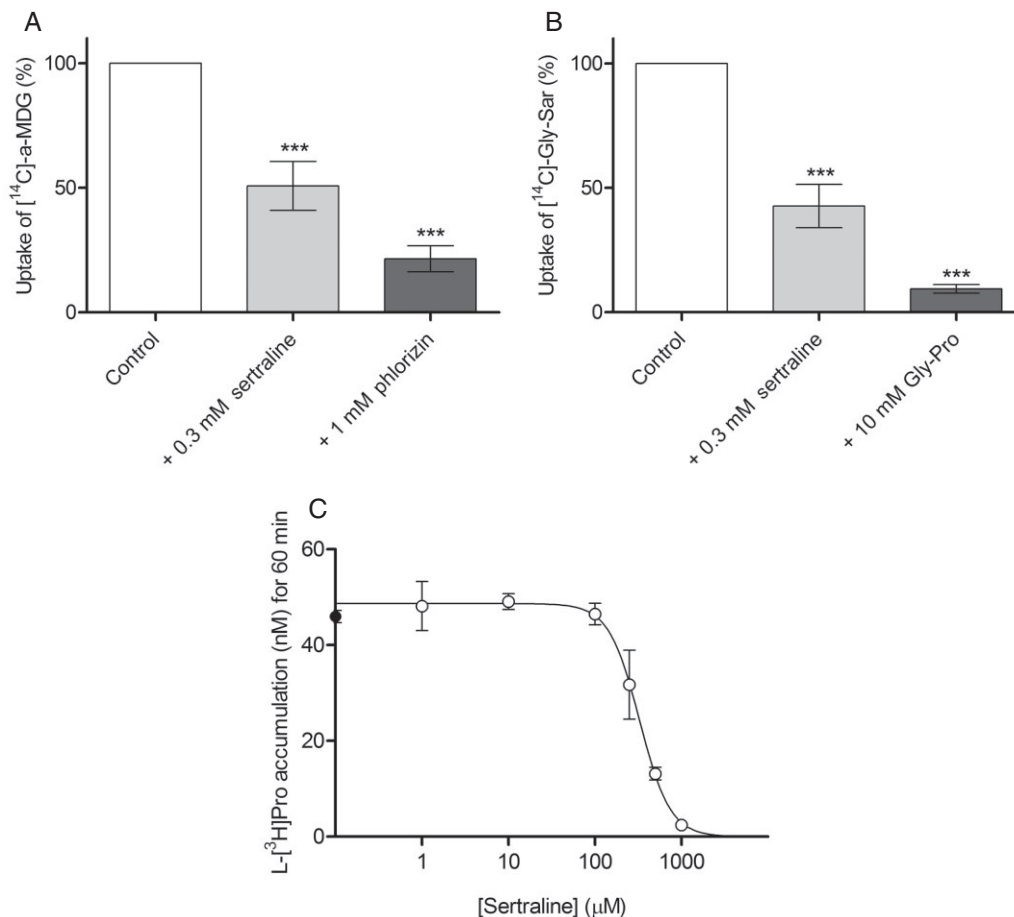 A
Uptake of [¹⁴C]-a-MDG (%)
100
50
0
***
***
Control
+ 0.3 mM sertraline
+ 1 mM phlorizin
B
Uptake of [¹⁴C]-Gly-Sar (%)
100
50
0
***
***
Control
+ 0.3 mM sertraline
+ 10 mM Gly-Pro
C
L-[³H]Pro accumulation (nM) for 60 min
60
40
20
0
1 10 100 1000
[Sertraline] (μM)